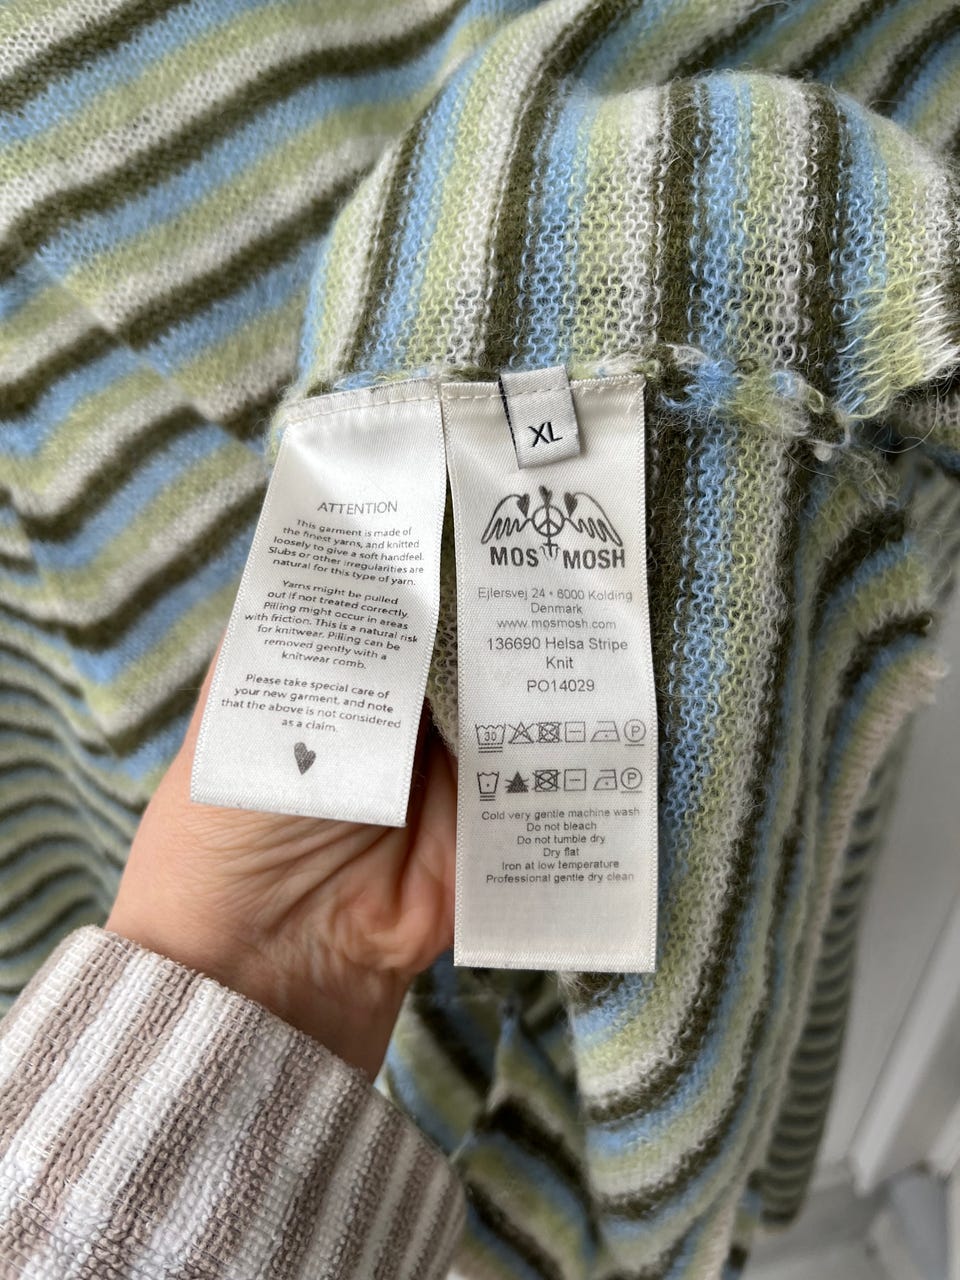 ATTENTION
This garment is made of
the finest yarns, and knitted
loosely to give a soft handfeel.
Slubs or other irregularities are
natural for this type of yarn.
Yarns might be pulled
out if not treated correctly.
Pilling might occur in areas
with friction. This is a natural risk
for knitwear. Pilling can be
removed gently with a
knitwear comb.
Please take special care of
your new garment, and note
that the above is not considered
as a claim.
XL
MOS MOSH
Ejlersvej 24 • 6000 Kolding
Denmark
www.mosmosh.com
136690 Helsa Stripe
Knit
PO14029
30 P
P
Cold very gentle machine wash
Do not bleach
Do not tumble dry
Dry flat
Iron at low temperature
Professional gentle dry clean